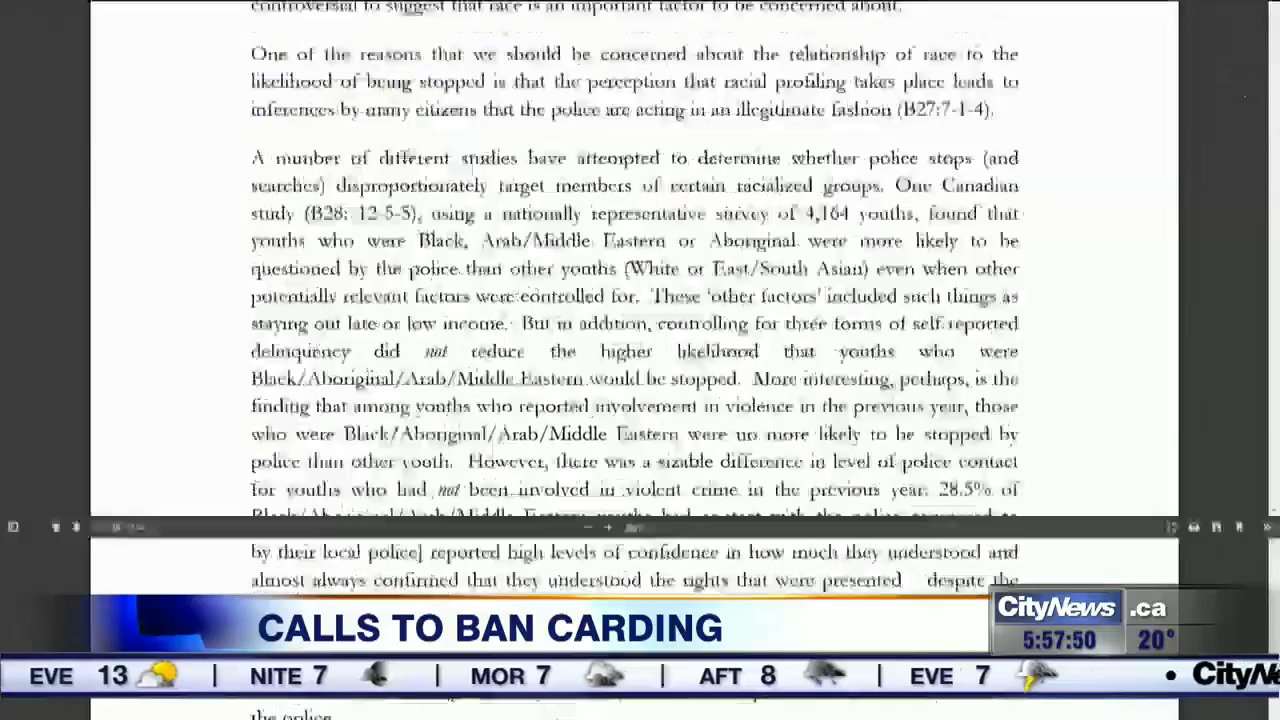 controversial to suggest that race is an important factor to be concerned about.
One of the reasons that we should be concerned about the relationship of race to the
likelihood of being stopped is that the perception that racial profiling takes place leads to
inferences by many citizens that the police are acting in an illegitimate fashion (B27:7-1-4).
A number of different studies have attempted to determine whether police stops (and
searches) disproportionately target members of certain racialized groups. One Canadian
study (B28: 12-5-5), using a nationally representative survey of 4,164 youths, found that
youths who were Black, Arab/Middle Eastern or Aboriginal were more likely to be
questioned by the police than other youths (White or East/South Asian) even when other
potentially relevant factors were controlled for. These 'other factors' included such things as
staying out late or low income. But in addition, controlling for three forms of self reported
delinquency did not reduce the higher likelihood that youths who were
Black/Aboriginal/Arab/Middle Eastern would be stopped. More interesting, perhaps, is the
finding that among youths who reported involvement in violence in the previous year, those
who were Black/Aboriginal/Arab/Middle Eastern were no more likely to be stopped by
police than other youth. However, there was a sizable difference in level of police contact
for youths who had not been involved in violent crime in the previous year. 28.5% of
by their local police] reported high levels of confidence in how much they understood and
almost always confirmed that they understood the rights that were presented despite the
CALLS TO BAN CARDING
CityNews .ca
5:57:50 20°
EVE 13 | NITE 7 | MOR 7 | AFT 8 | EVE 7 • CityNe
the police